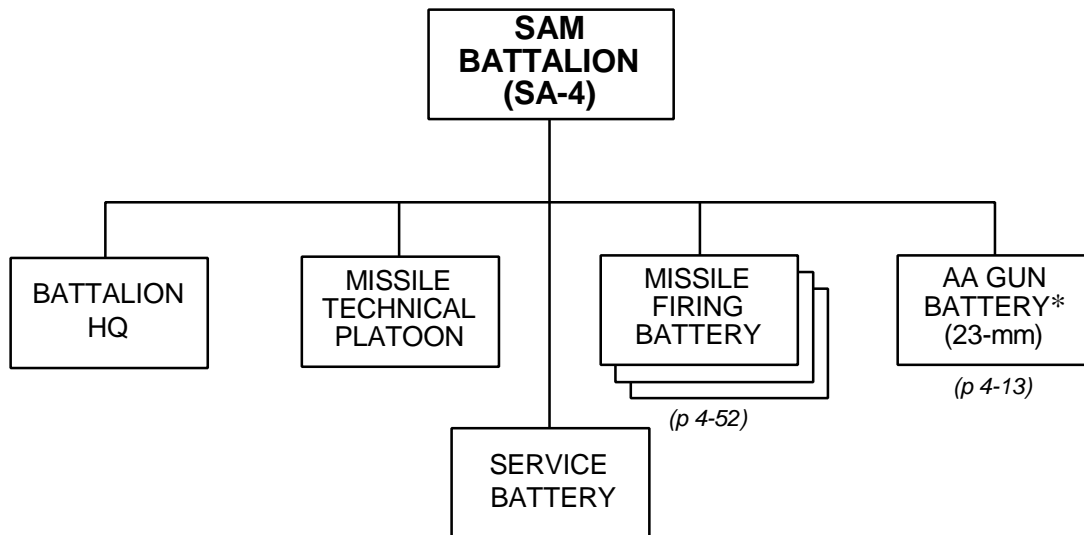 SAM
BATTALION
(SA-4)
BATTALION
HQ
MISSILE
TECHNICAL
PLATOON
MISSILE
FIRING
BATTERY
(p 4-52)
AA GUN
BATTERY*
(23-mm)
(p 4-13)
SERVICE
BATTERY